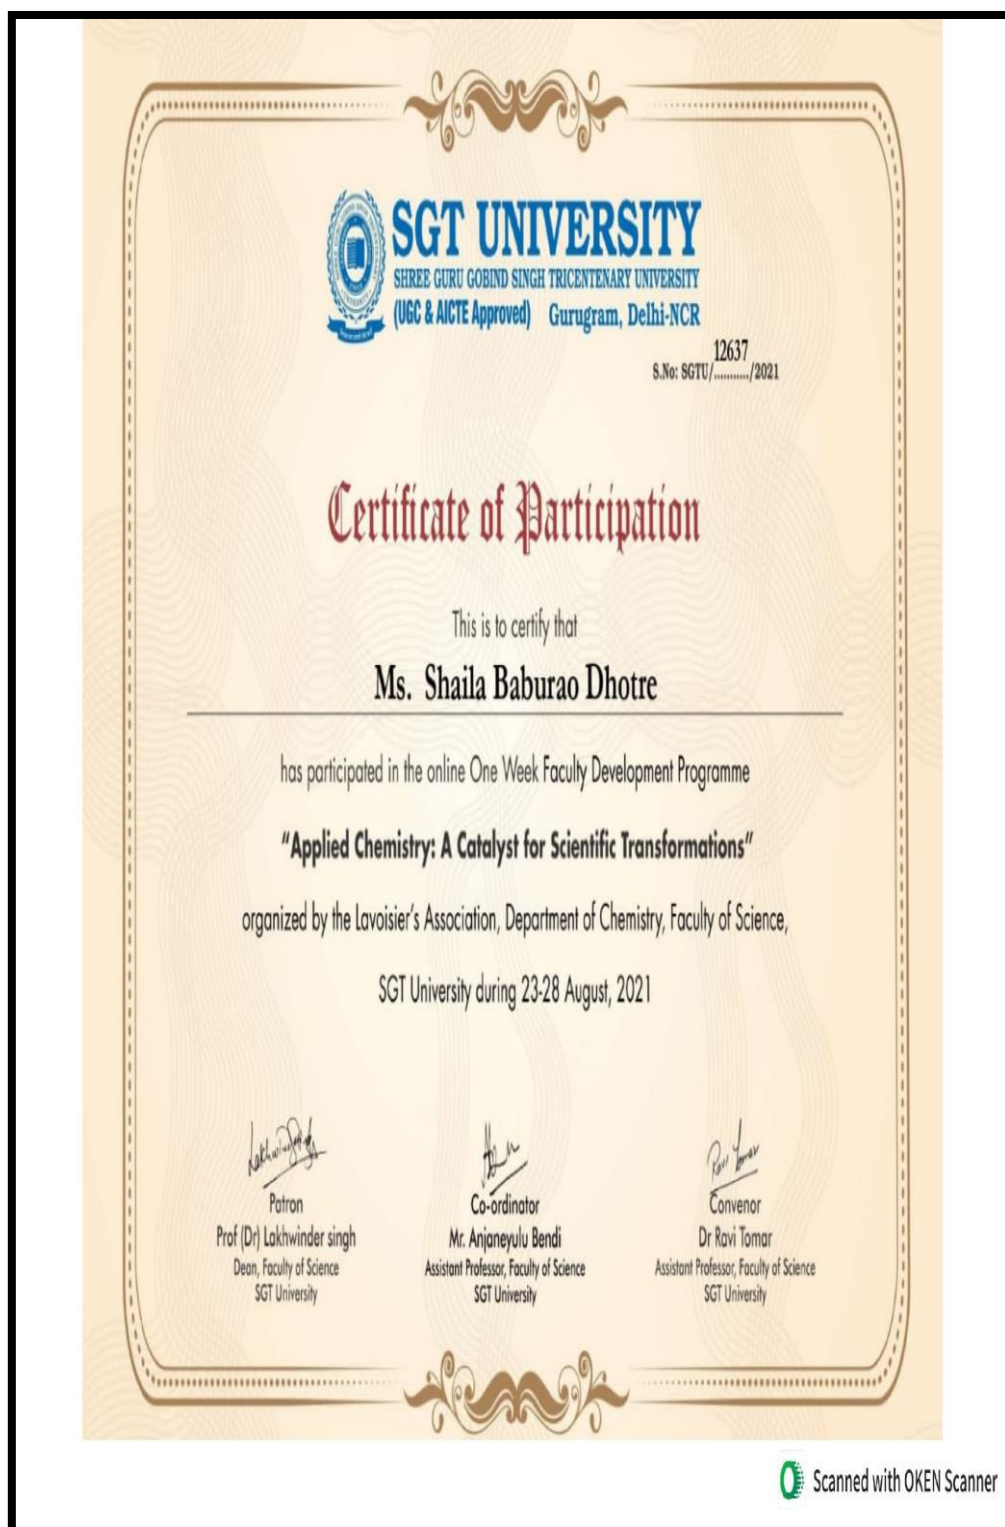 SGT UNIVERSITY
SHREE GURU GOBIND SINGH TRICENTENARY UNIVERSITY
(UGC & AICTE Approved) Gurugram, Delhi-NCR
12637
S.No: SGTU/.........../2021
Certificate of Participation
This is to certify that
Ms. Shaila Baburao Dhotre
has participated in the online One Week Faculty Development Programme
“Applied Chemistry: A Catalyst for Scientific Transformations”
organized by the Lavoisier’s Association, Department of Chemistry, Faculty of Science,
SGT University during 23-28 August, 2021
Patron
Prof (Dr) Lakhwinder singh
Dean, Faculty of Science
SGT University
Co-ordinator
Mr. Anjaneyulu Bendi
Assistant Professor, Faculty of Science
SGT University
Ravi Tomar
Convenor
Dr Ravi Tomar
Assistant Professor, Faculty of Science
SGT University
Scanned with OKEN Scanner